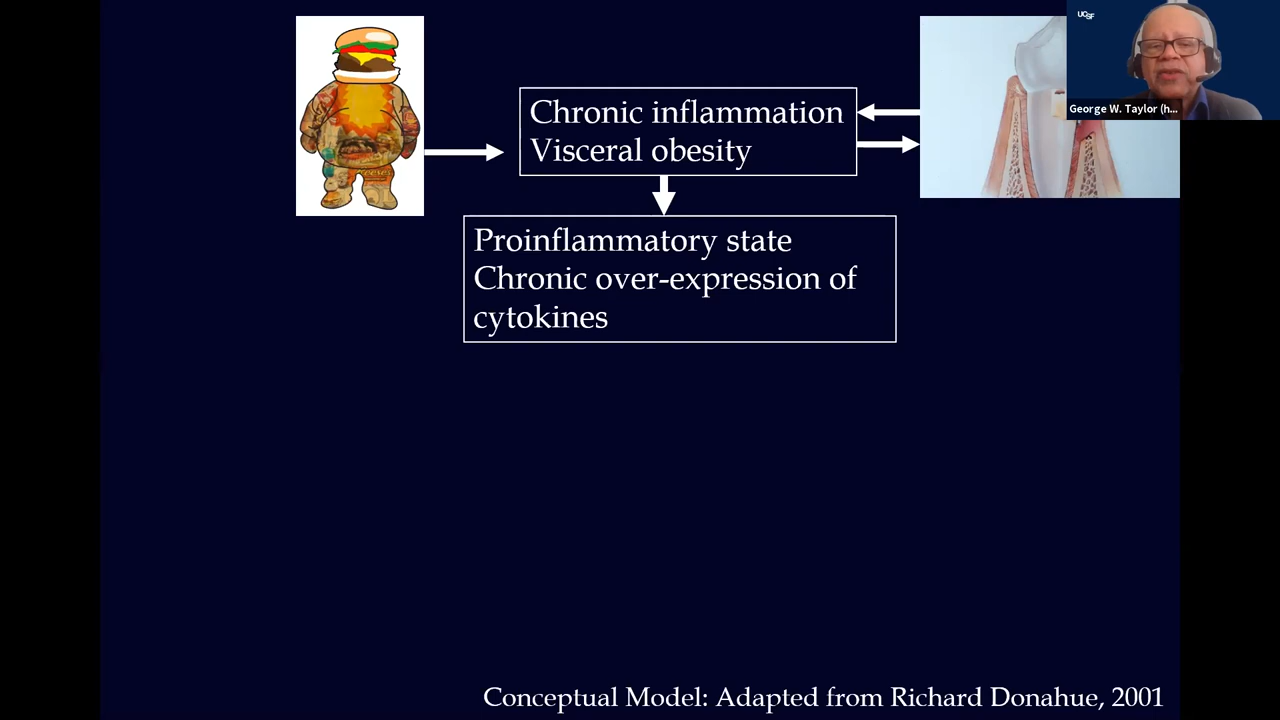 Chronic inflammation
Visceral obesity
Proinflammatory state
Chronic over-expression of
cytokines
UCSF
George W. Taylor (h...
Conceptual Model: Adapted from Richard Donahue, 2001